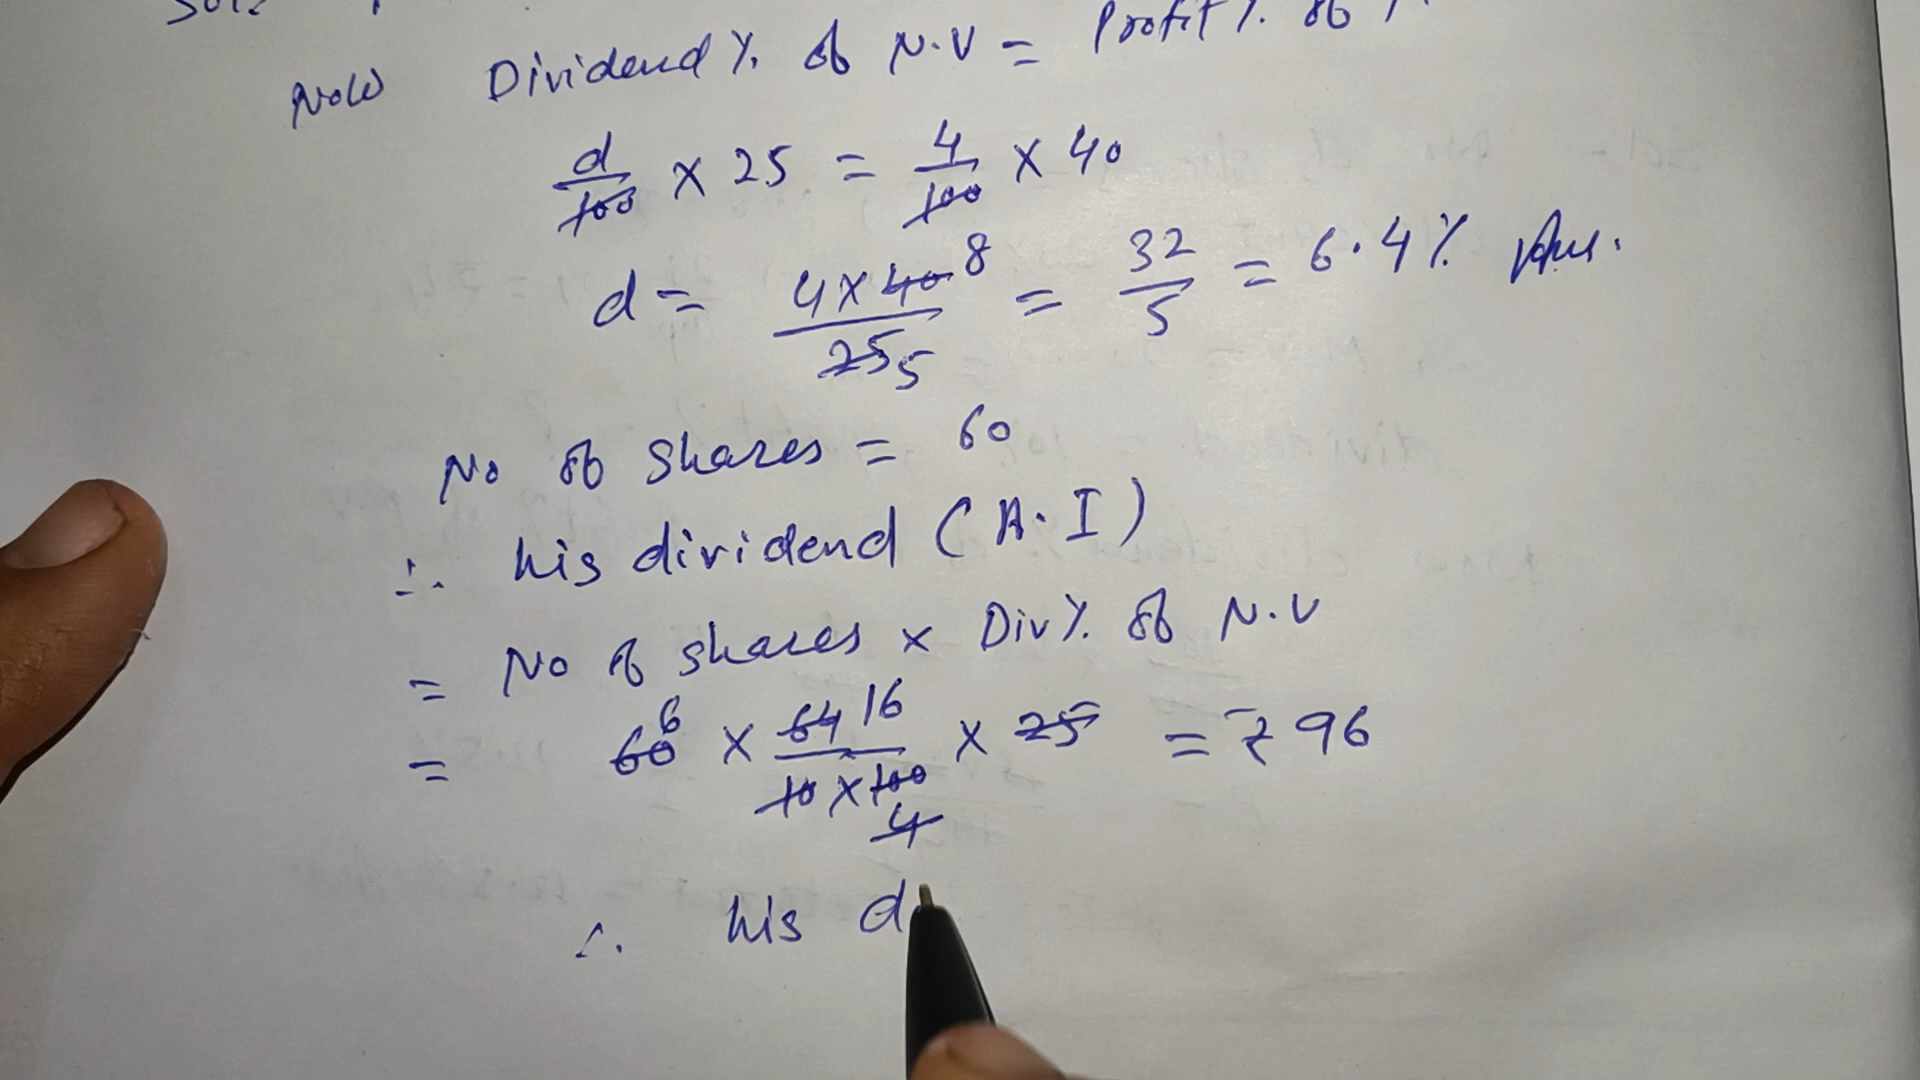 Now Dividend % of N.V = Profit % of
d/100 × 25 = 4/100 × 40
d = 4×40 8/25 5 = 32/5 = 6.4% Ans.
No of Shares = 60
∴ his dividend (A.I)
= No of shares × Div% of N.V
= 60 6 × 64 16/10×100 4 × 25 = ₹ 96
∴ his d